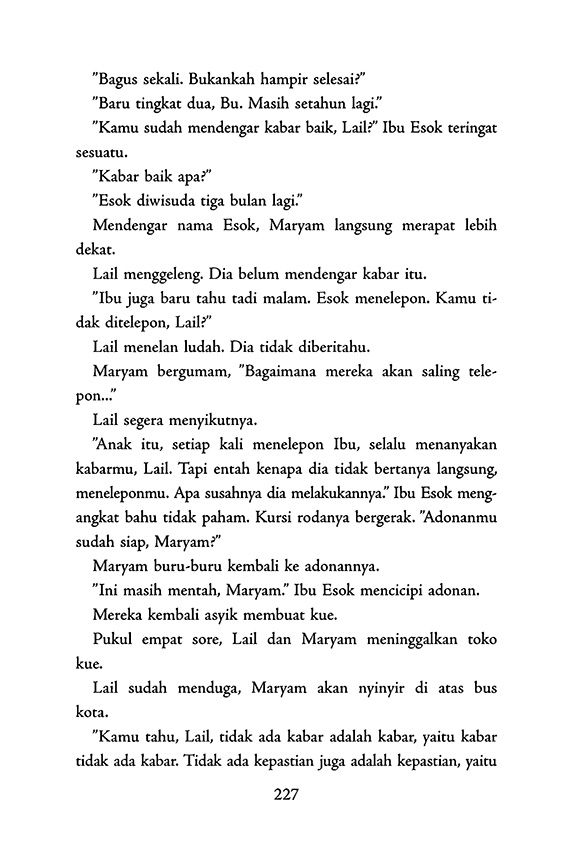 ”Bagus sekali. Bukankah hampir selesai?”
”Baru tingkat dua, Bu. Masih setahun lagi.”
”Kamu sudah mendengar kabar baik, Lail?” Ibu Esok teringat
sesuatu.
”Kabar baik apa?”
”Esok diwisuda tiga bulan lagi.”
Mendengar nama Esok, Maryam langsung merapat lebih
dekat.
Lail menggeleng. Dia belum mendengar kabar itu.
”Ibu juga baru tahu tadi malam. Esok menelepon. Kamu ti-
dak ditelepon, Lail?”
Lail menelan ludah. Dia tidak diberitahu.
Maryam bergumam, ”Bagaimana mereka akan saling tele-
pon...”
Lail segera menyikutnya.
”Anak itu, setiap kali menelepon Ibu, selalu menanyakan
kabarmu, Lail. Tapi entah kenapa dia tidak bertanya langsung,
meneleponmu. Apa susahnya dia melakukannya.” Ibu Esok meng-
angkat bahu tidak paham. Kursi rodanya bergerak. ”Adonanmu
sudah siap, Maryam?”
Maryam buru-buru kembali ke adonannya.
”Ini masih mentah, Maryam.” Ibu Esok mencicipi adonan.
Mereka kembali asyik membuat kue.
Pukul empat sore, Lail dan Maryam meninggalkan toko
kue.
Lail sudah menduga, Maryam akan nyinyir di atas bus
kota.
”Kamu tahu, Lail, tidak ada kabar adalah kabar, yaitu kabar
tidak ada kabar. Tidak ada kepastian juga adalah kepastian, yaitu
227